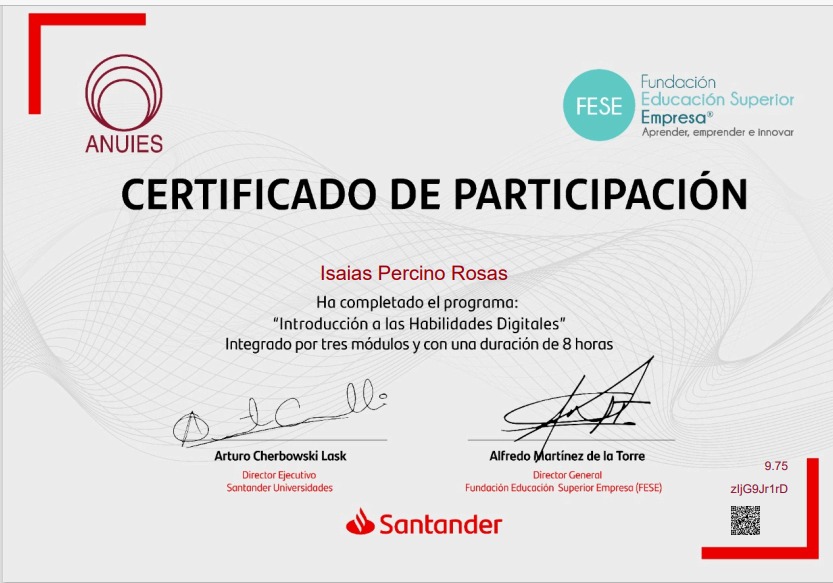 ANUIES
FESE
Fundación
Educación Superior
Empresa®
Aprender, emprender e innovar
CERTIFICADO DE PARTICIPACIÓN
Isaias Percino Rosas
Ha completado el programa:
“Introducción a las Habilidades Digitales”
Integrado por tres módulos y con una duración de 8 horas
Arturo Cherbowski Lask
Director Ejecutivo
Santander Universidades
Alfredo Martínez de la Torre
Director General
Fundación Educación Superior Empresa (FESE)
9.75
zIjG9Jr1rD
Santander